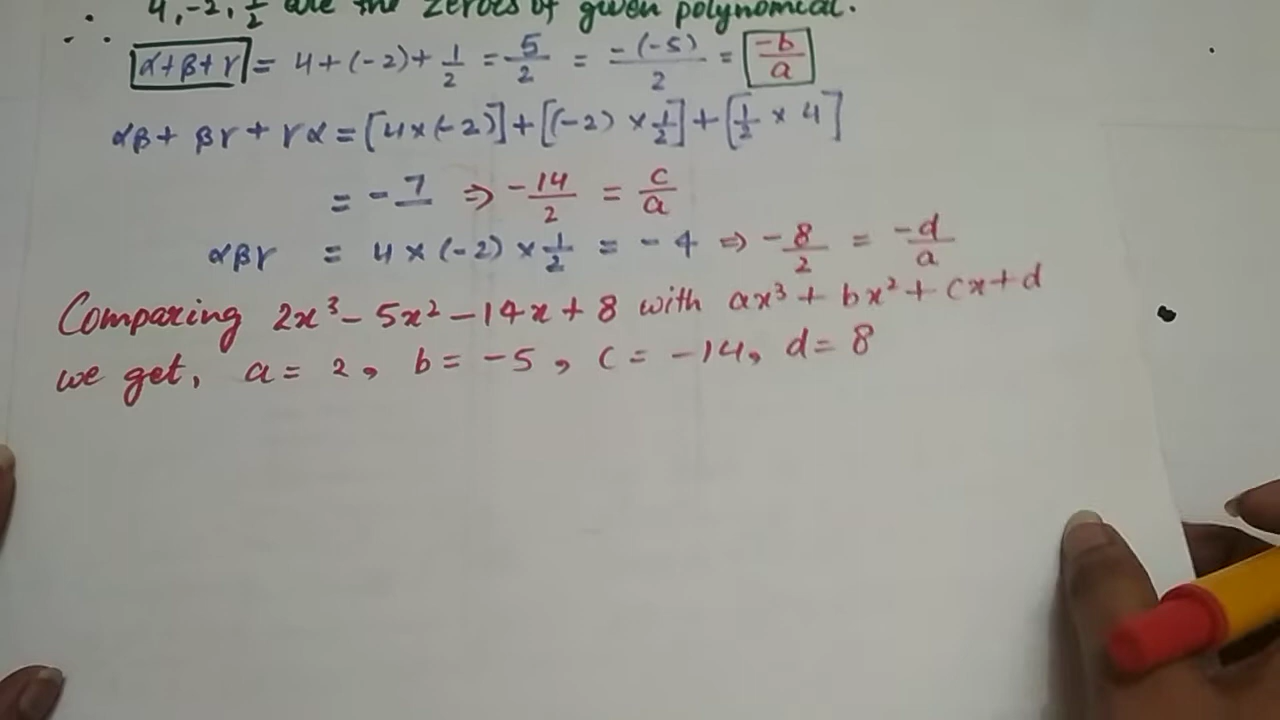 4, -2, 1/2 are the zeroes of given polynomial.
∴ α+β+γ = 4+(-2)+1/2 = 5/2 = -(-5)/2 = -b/a
αβ + βγ + γα = [4×(-2)]+[(-2) × 1/2]+[1/2 × 4]
= -7 ⇒ -14/2 = c/a
αβγ = 4 × (-2) × 1/2 = -4 ⇒ -8/2 = -d/a
Comparing 2x³ - 5x² - 14x + 8 with ax³ + bx² + cx + d
we get, a = 2, b = -5, c = -14, d = 8